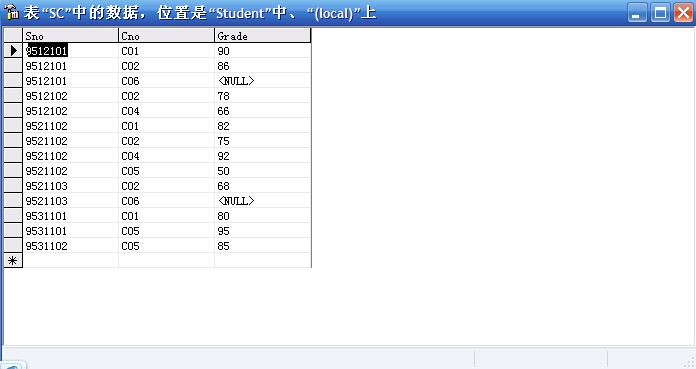 表“SC”中的数据，位置是“Student”中、“(local)”上
Sno Cno Grade
9512101 C01 90
9512101 C02 86
9512101 C06 <NULL>
9512102 C02 78
9512102 C04 66
9521102 C01 82
9521102 C02 75
9521102 C04 92
9521102 C05 50
9521103 C02 68
9521103 C06 <NULL>
9531101 C01 80
9531101 C05 95
9531102 C05 85